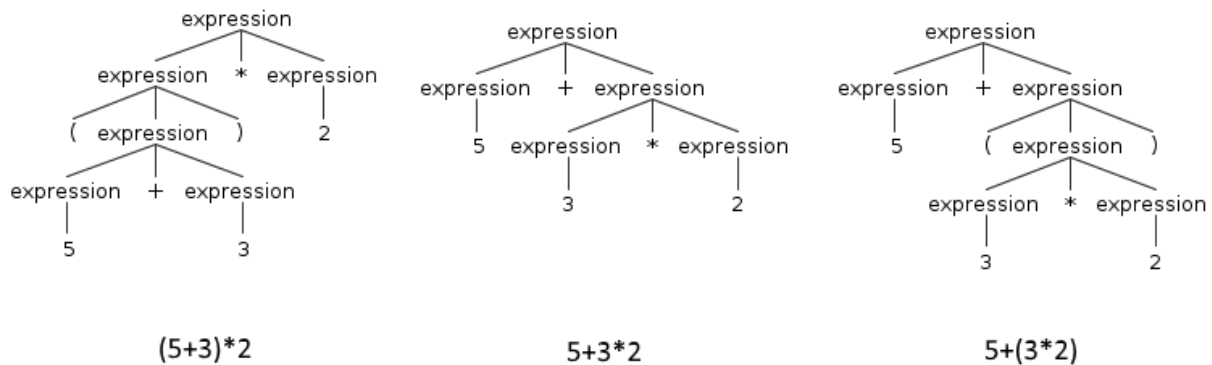 expression
expression * expression
( expression ) 2
expression + expression
5 3
(5+3)*2
expression
expression + expression
5 expression * expression
3 2
5+3*2
expression
expression + expression
5 ( expression )
expression * expression
3 2
5+(3*2)